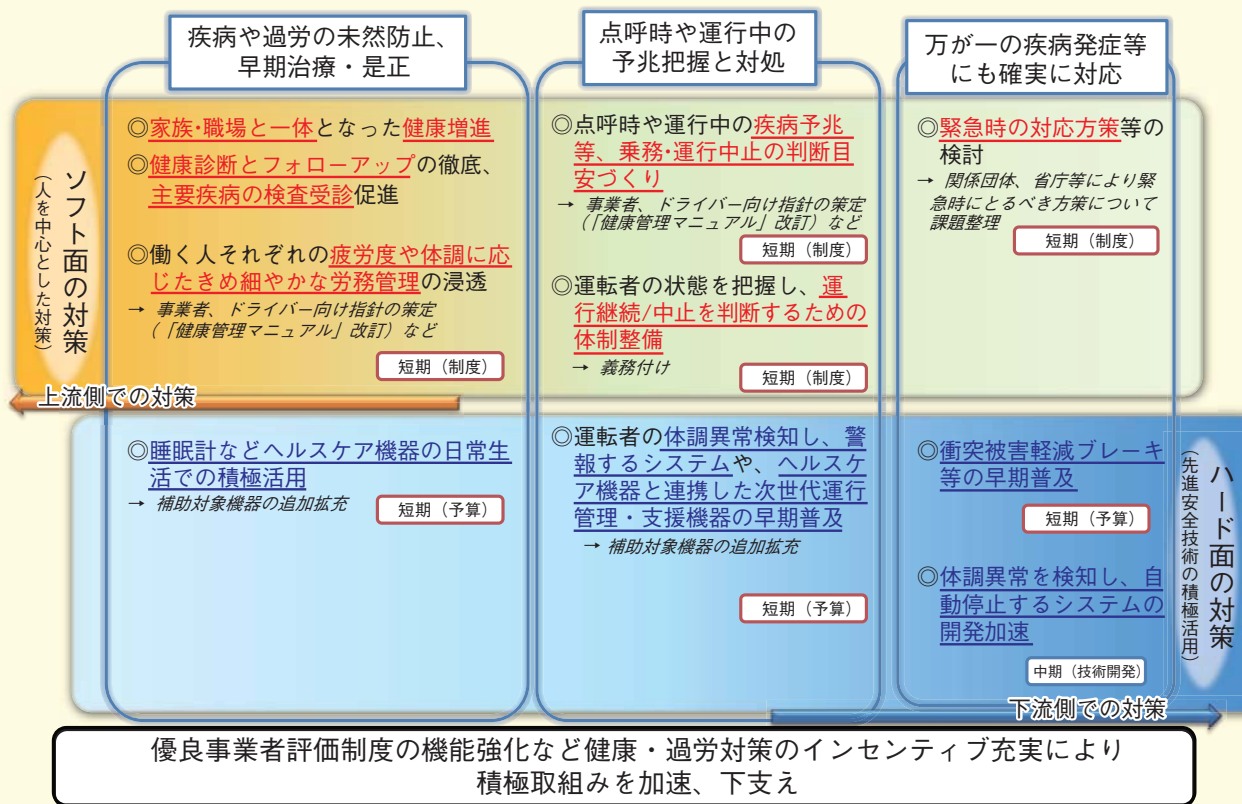 疾病や過労の未然防止、
早期治療・是正
点呼時や運行中の
予兆把握と対処
万が一の疾病発症等
にも確実に対応
ソフト面の対策
（人を中心とした対策）
◎家族･職場と一体となった健康増進
◎健康診断とフォローアップの徹底、
主要疾病の検査受診促進
◎働く人それぞれの疲労度や体調に応
じたきめ細やかな労務管理の浸透
→ 事業者、ドライバー向け指針の策定
（「健康管理マニュアル」改訂）など
短期（制度）
◎点呼時や運行中の疾病予兆
等、乗務･運行中止の判断目
安づくり
→ 事業者、ドライバー向け指針の策定
（「健康管理マニュアル」改訂）など
短期（制度）
◎運転者の状態を把握し、運
行継続/中止を判断するための
体制整備
→ 義務付け
短期（制度）
◎緊急時の対応方策等の
検討
→ 関係団体、省庁等により緊
急時にとるべき方策について
課題整理
短期（制度）
上流側での対策
◎睡眠計などヘルスケア機器の日常生
活での積極活用
→ 補助対象機器の追加拡充
短期（予算）
◎運転者の体調異常検知し、警
報するシステムや、ヘルスケ
ア機器と連携した次世代運行
管理・支援機器の早期普及
→ 補助対象機器の追加拡充
短期（予算）
◎衝突被害軽減ブレーキ
等の早期普及
短期（予算）
◎体調異常を検知し、自
動停止するシステムの
開発加速
中期（技術開発）
ハード面の対策
（先進安全技術の積極活用）
下流側での対策
優良事業者評価制度の機能強化など健康・過労対策のインセンティブ充実により
積極取組みを加速、下支え